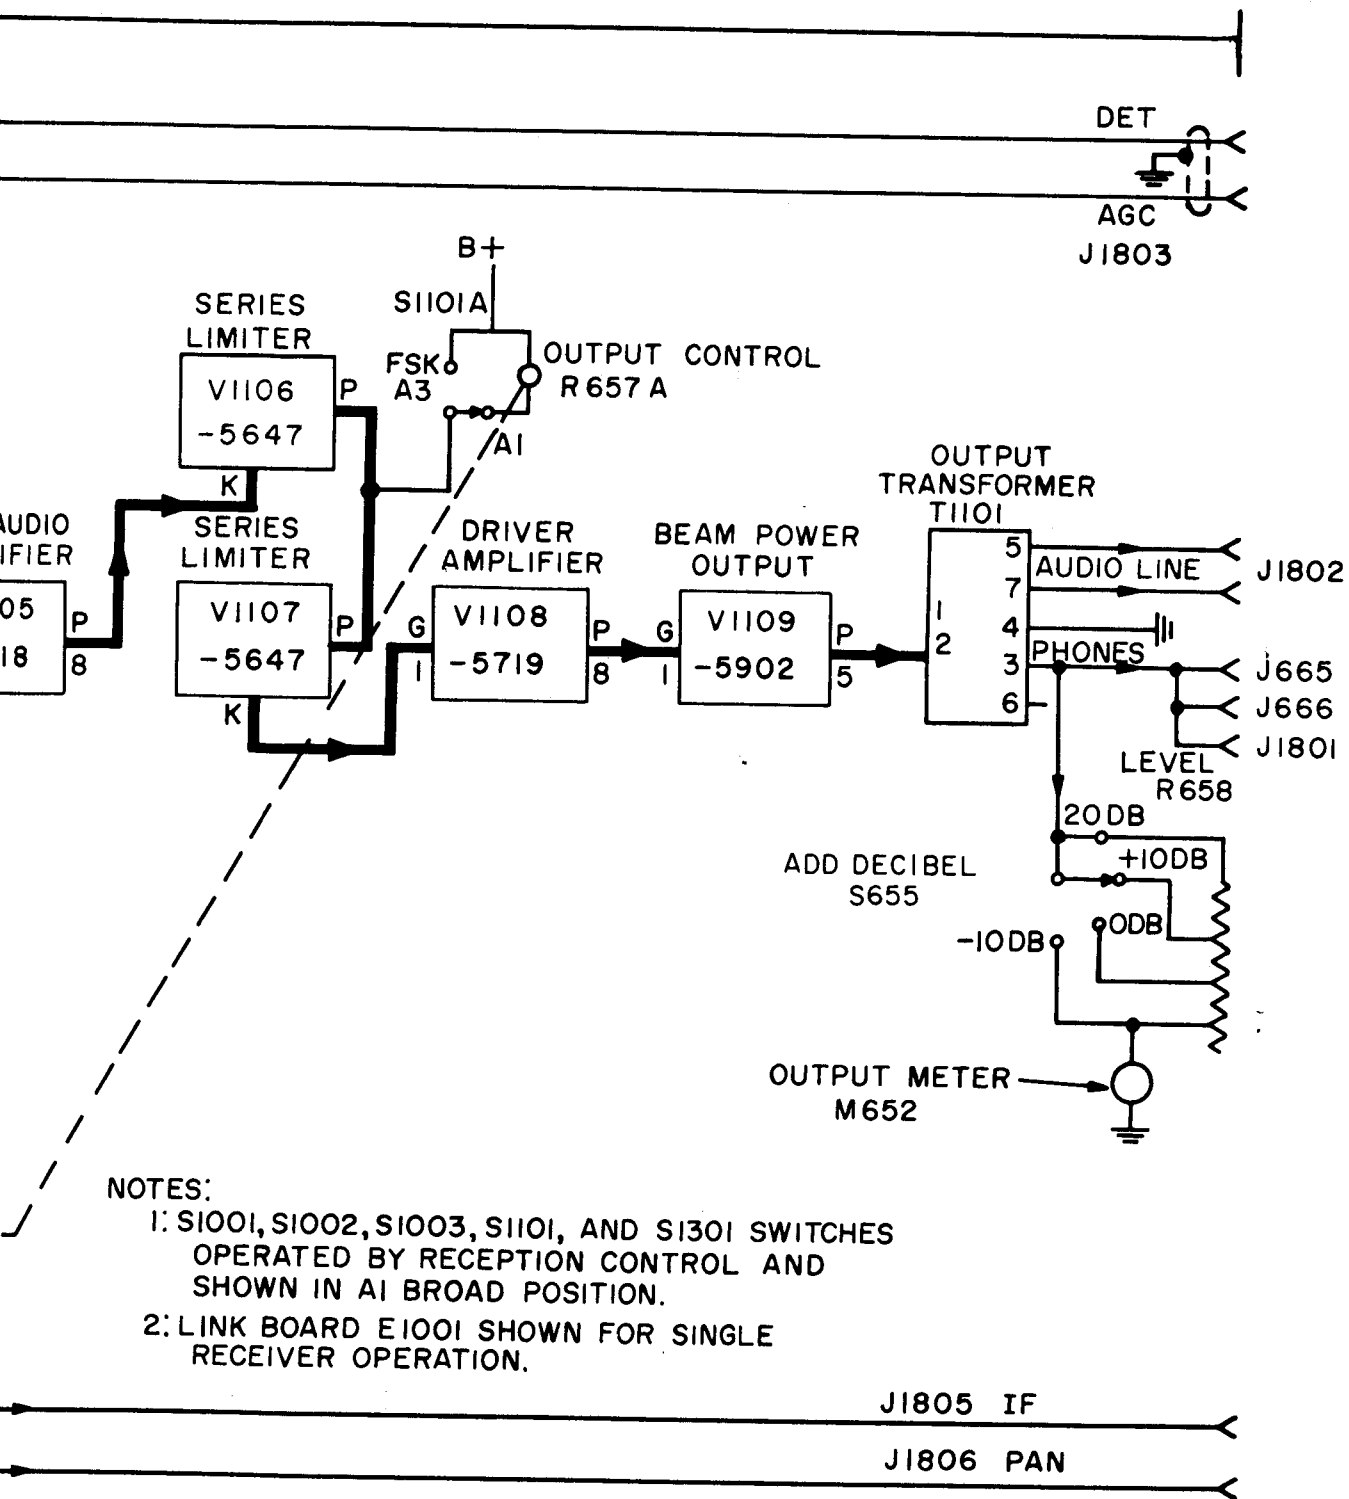 DET
AGC
J1803
B+
S1101A
SERIES
LIMITER
V1106
-5647
P
K
FSK
A3
A1
OUTPUT CONTROL
R657A
AUDIO
IFIER
05
18
P
8
SERIES
LIMITER
V1107
-5647
P
K
DRIVER
AMPLIFIER
G
1
V1108
-5719
P
8
BEAM POWER
OUTPUT
G
1
V1109
-5902
P
5
OUTPUT
TRANSFORMER
T1101
1
2
5
7
4
3
6
AUDIO LINE
J1802
PHONES
J665
J666
J1801
LEVEL
R658
20DB
+10DB
ADD DECIBEL
S655
0DB
-10DB
OUTPUT METER
M652
NOTES:
1: S1001, S1002, S1003, S1101, AND S1301 SWITCHES
OPERATED BY RECEPTION CONTROL AND
SHOWN IN A1 BROAD POSITION.
2: LINK BOARD E1001 SHOWN FOR SINGLE
RECEIVER OPERATION.
J1805 IF
J1806 PAN